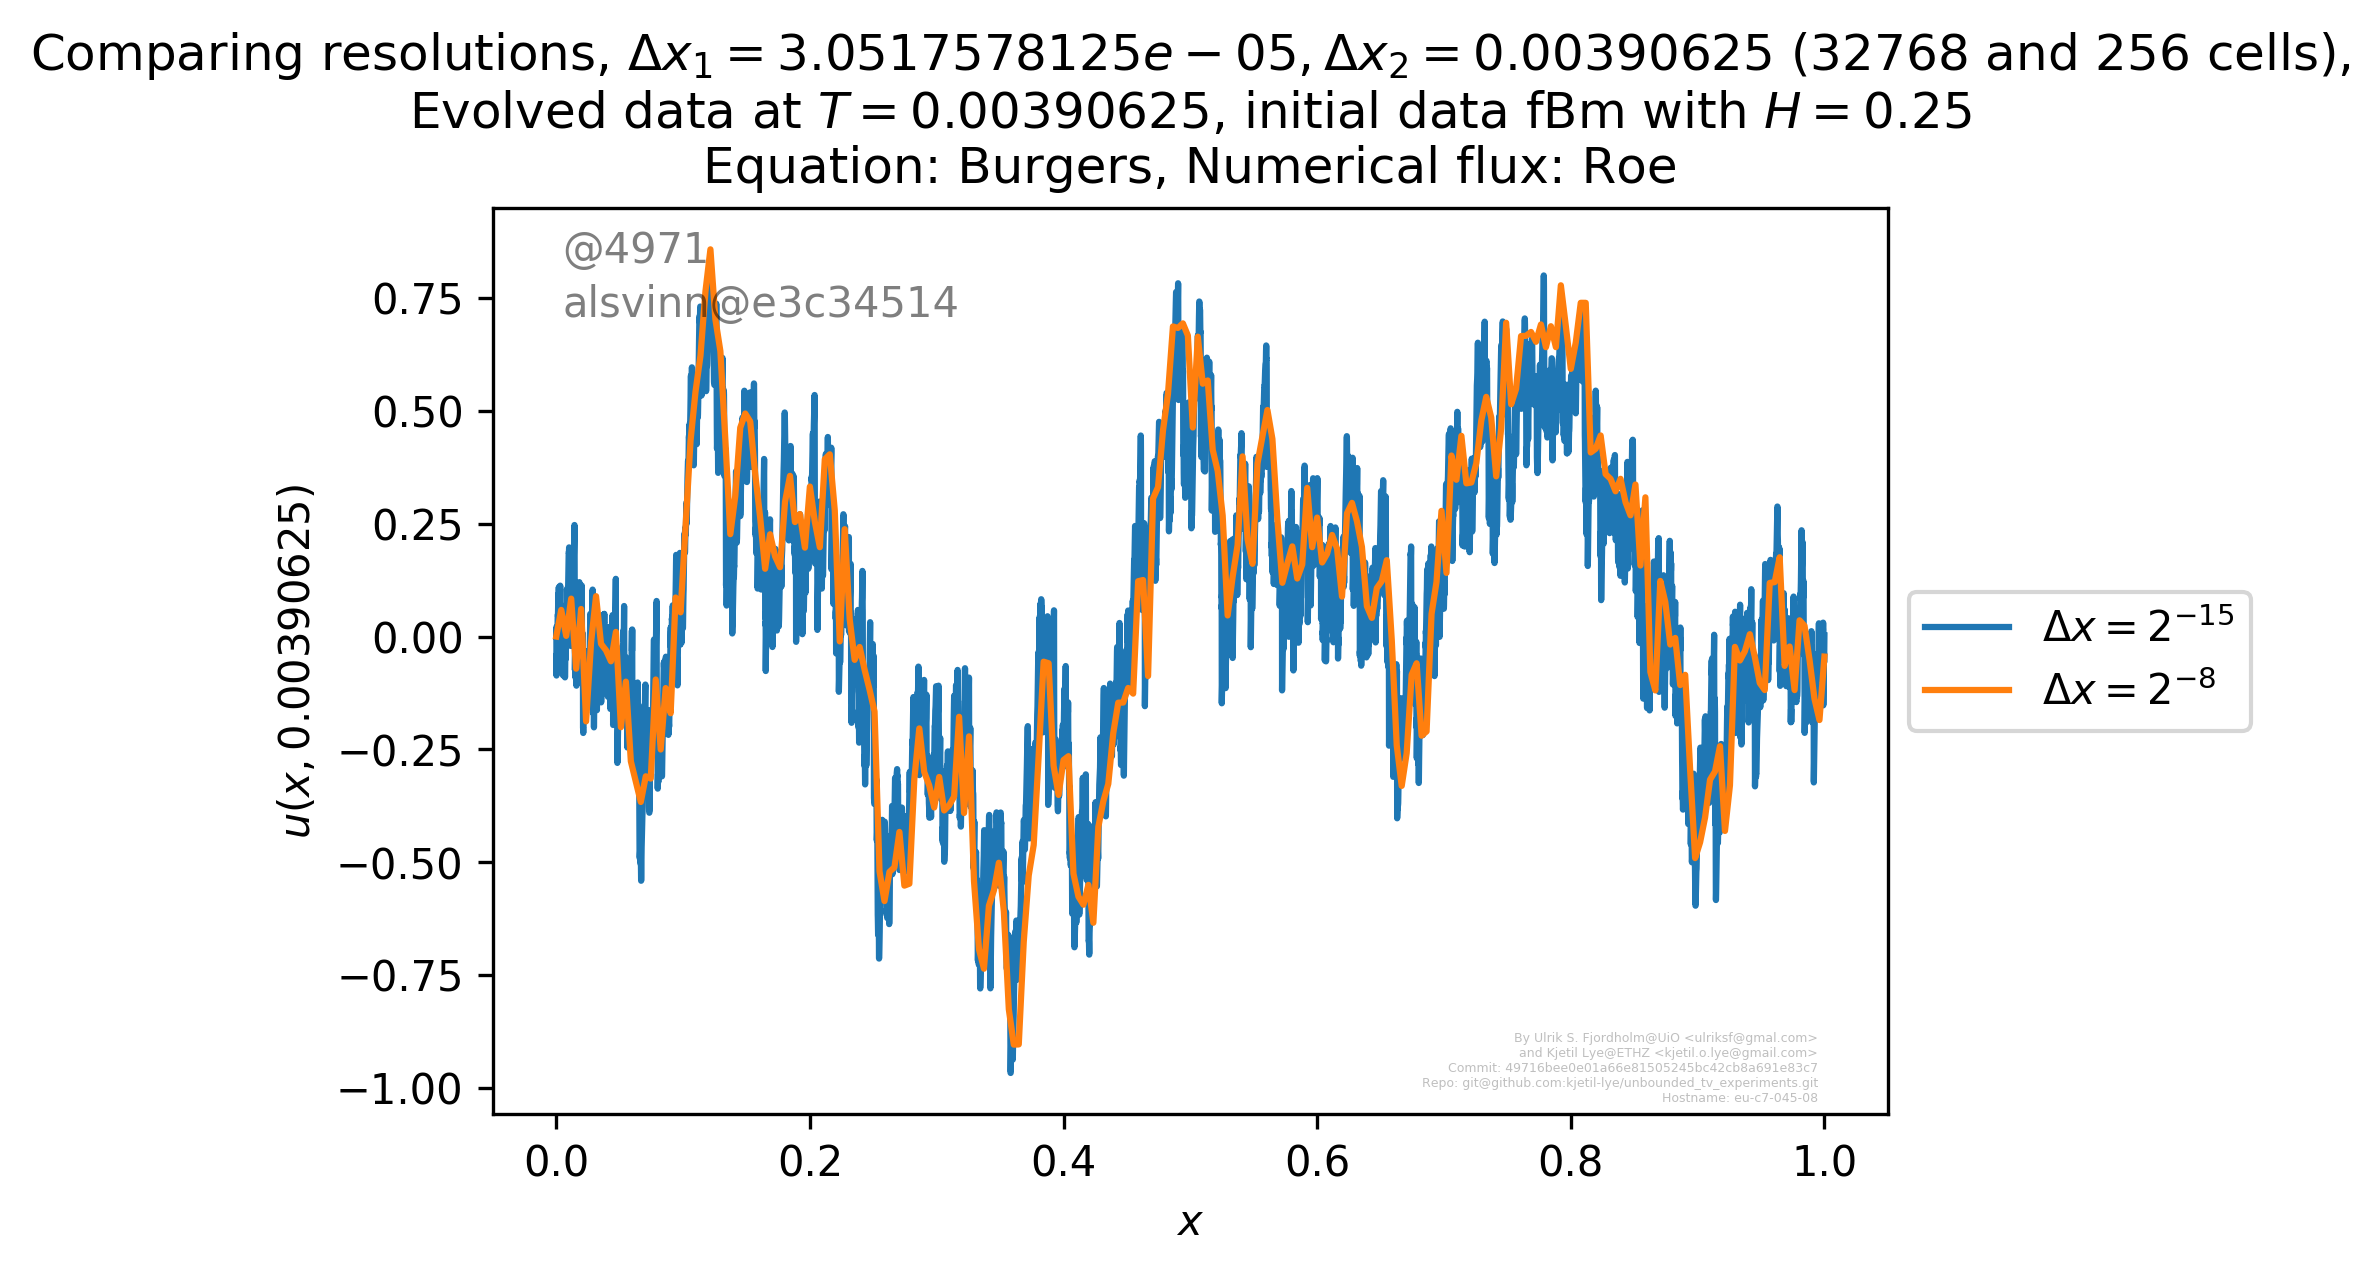 Comparing resolutions, Δx₁ = 3.0517578125e − 05, Δx₂ = 0.00390625 (32768 and 256 cells),
Evolved data at T = 0.00390625, initial data fBm with H = 0.25
Equation: Burgers, Numerical flux: Roe
@4971
alsvinn@e3c34514
0.75
0.50
0.25
0.00
−0.25
−0.50
−0.75
−1.00
u(x, 0.00390625)
Δx = 2⁻¹⁵
Δx = 2⁻⁸
By Ulrik S. Fjordholm@UiO <ulriksf@gmal.com>
and Kjetil Lye@ETHZ <kjetil.o.lye@gmail.com>
Commit: 49716bee0e01a66e81505245bc42cb8a691e83c7
Repo: git@github.com:kjetil-lye/unbounded_tv_experiments.git
Hostname: eu-c7-045-08
0.0 0.2 0.4 0.6 0.8 1.0
x